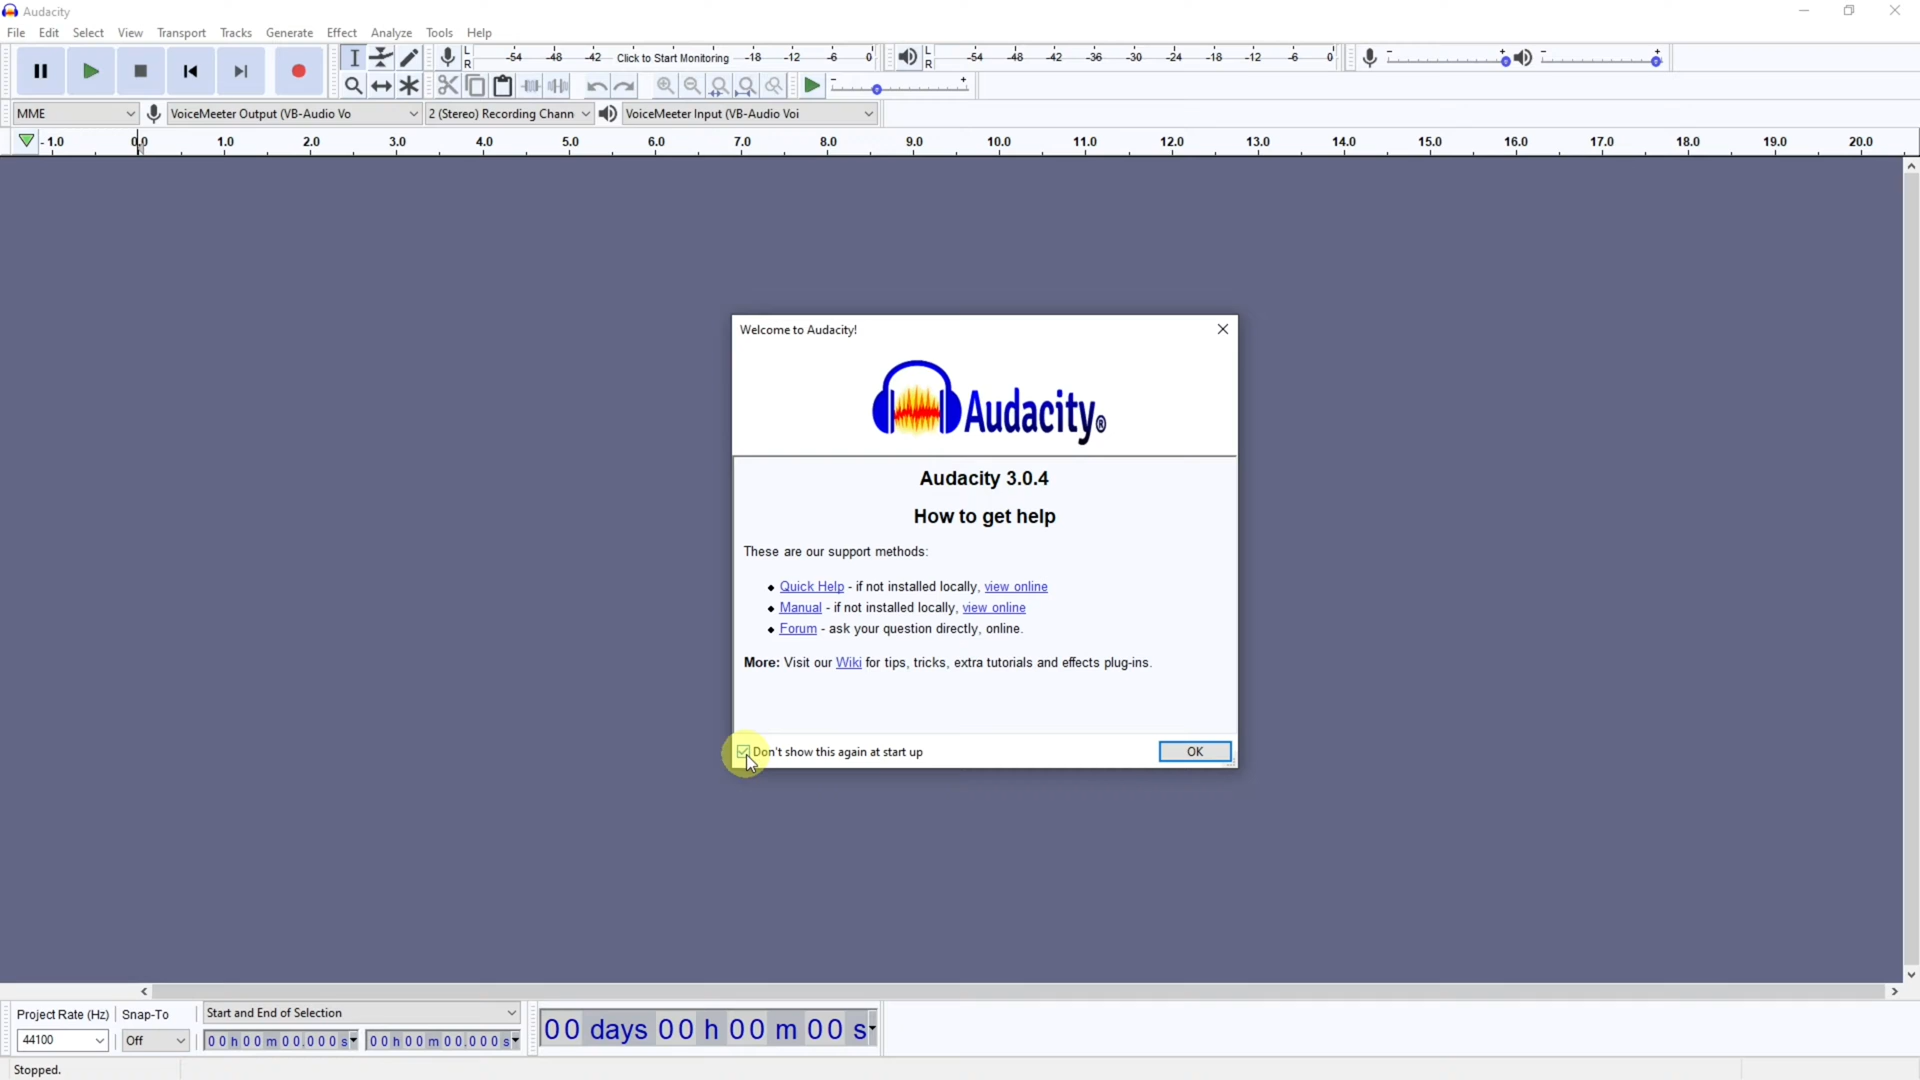 Audacity
File Edit Select View Transport Tracks Generate Effect Analyze Tools Help
L R -54 -48 -42 Click to Start Monitoring -18 -12 -6 0 L R -54 -48 -42 -36 -30 -24 -18 -12 -6 0 - + - +
- +
MME VoiceMeeter Output (VB-Audio Vo 2 (Stereo) Recording Chann VoiceMeeter Input (VB-Audio Voi
-1.0 0.0 1.0 2.0 3.0 4.0 5.0 6.0 7.0 8.0 9.0 10.0 11.0 12.0 13.0 14.0 15.0 16.0 17.0 18.0 19.0 20.0
Welcome to Audacity!
Audacity®
Audacity 3.0.4
How to get help
These are our support methods:
Quick Help - if not installed locally, view online
Manual - if not installed locally, view online
Forum - ask your question directly, online.
More: Visit our Wiki for tips, tricks, extra tutorials and effects plug-ins.
Don't show this again at start up OK
Project Rate (Hz) Snap-To Start and End of Selection
44100 Off 00 h 00 m 00.000 s 00 h 00 m 00.000 s 00 days 00 h 00 m 00 s
Stopped.